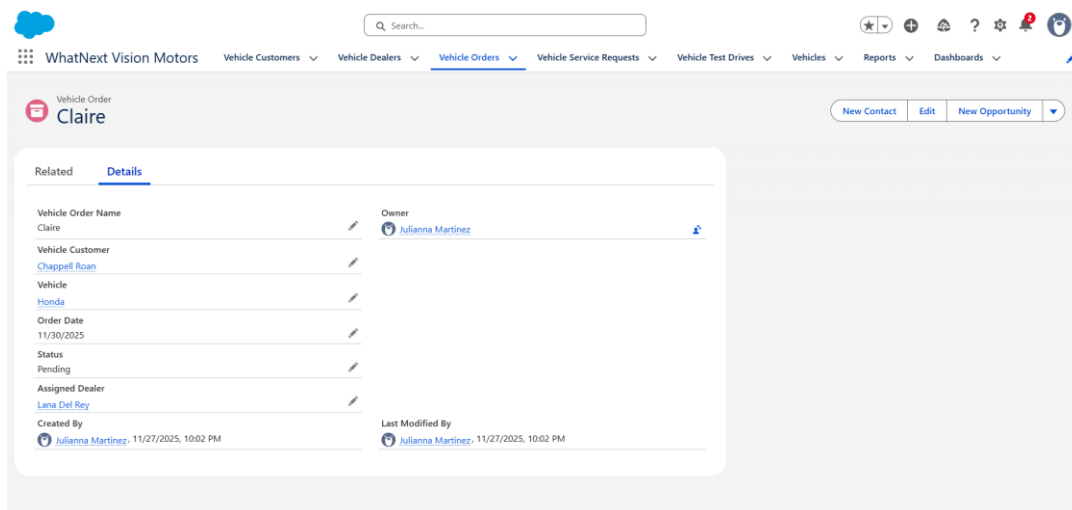 Search...
2
WhatNext Vision Motors
Vehicle Customers
Vehicle Dealers
Vehicle Orders
Vehicle Service Requests
Vehicle Test Drives
Vehicles
Reports
Dashboards
Vehicle Order
Claire
New Contact
Edit
New Opportunity
Related
Details
Vehicle Order Name
Claire
Owner
Julianna Martinez
Vehicle Customer
Chappell Roan
Vehicle
Honda
Order Date
11/30/2025
Status
Pending
Assigned Dealer
Lana Del Rey
Created By
Julianna Martinez, 11/27/2025, 10:02 PM
Last Modified By
Julianna Martinez, 11/27/2025, 10:02 PM